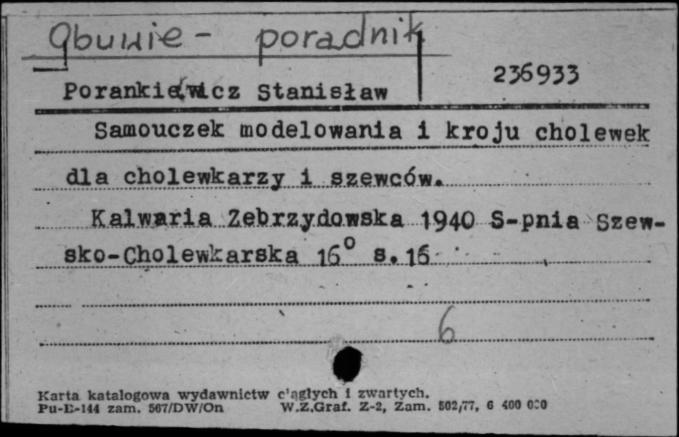 Obuwie - poradnik
236933
Porankiewicz Stanisław
Samouczek modelowania i kroju cholewek
dla cholewkarzy i szewców.
Kalwaria Zebrzydowska 1940 S-pnia Szew-
sko-Cholewkarska 16° s. 16
6
Karta katalogowa wydawnictw ciągłych i zwartych.
Pu-E-144 zam. 567/DW/On W.Z.Graf. Z-2, Zam. 502/77, 6 400 000